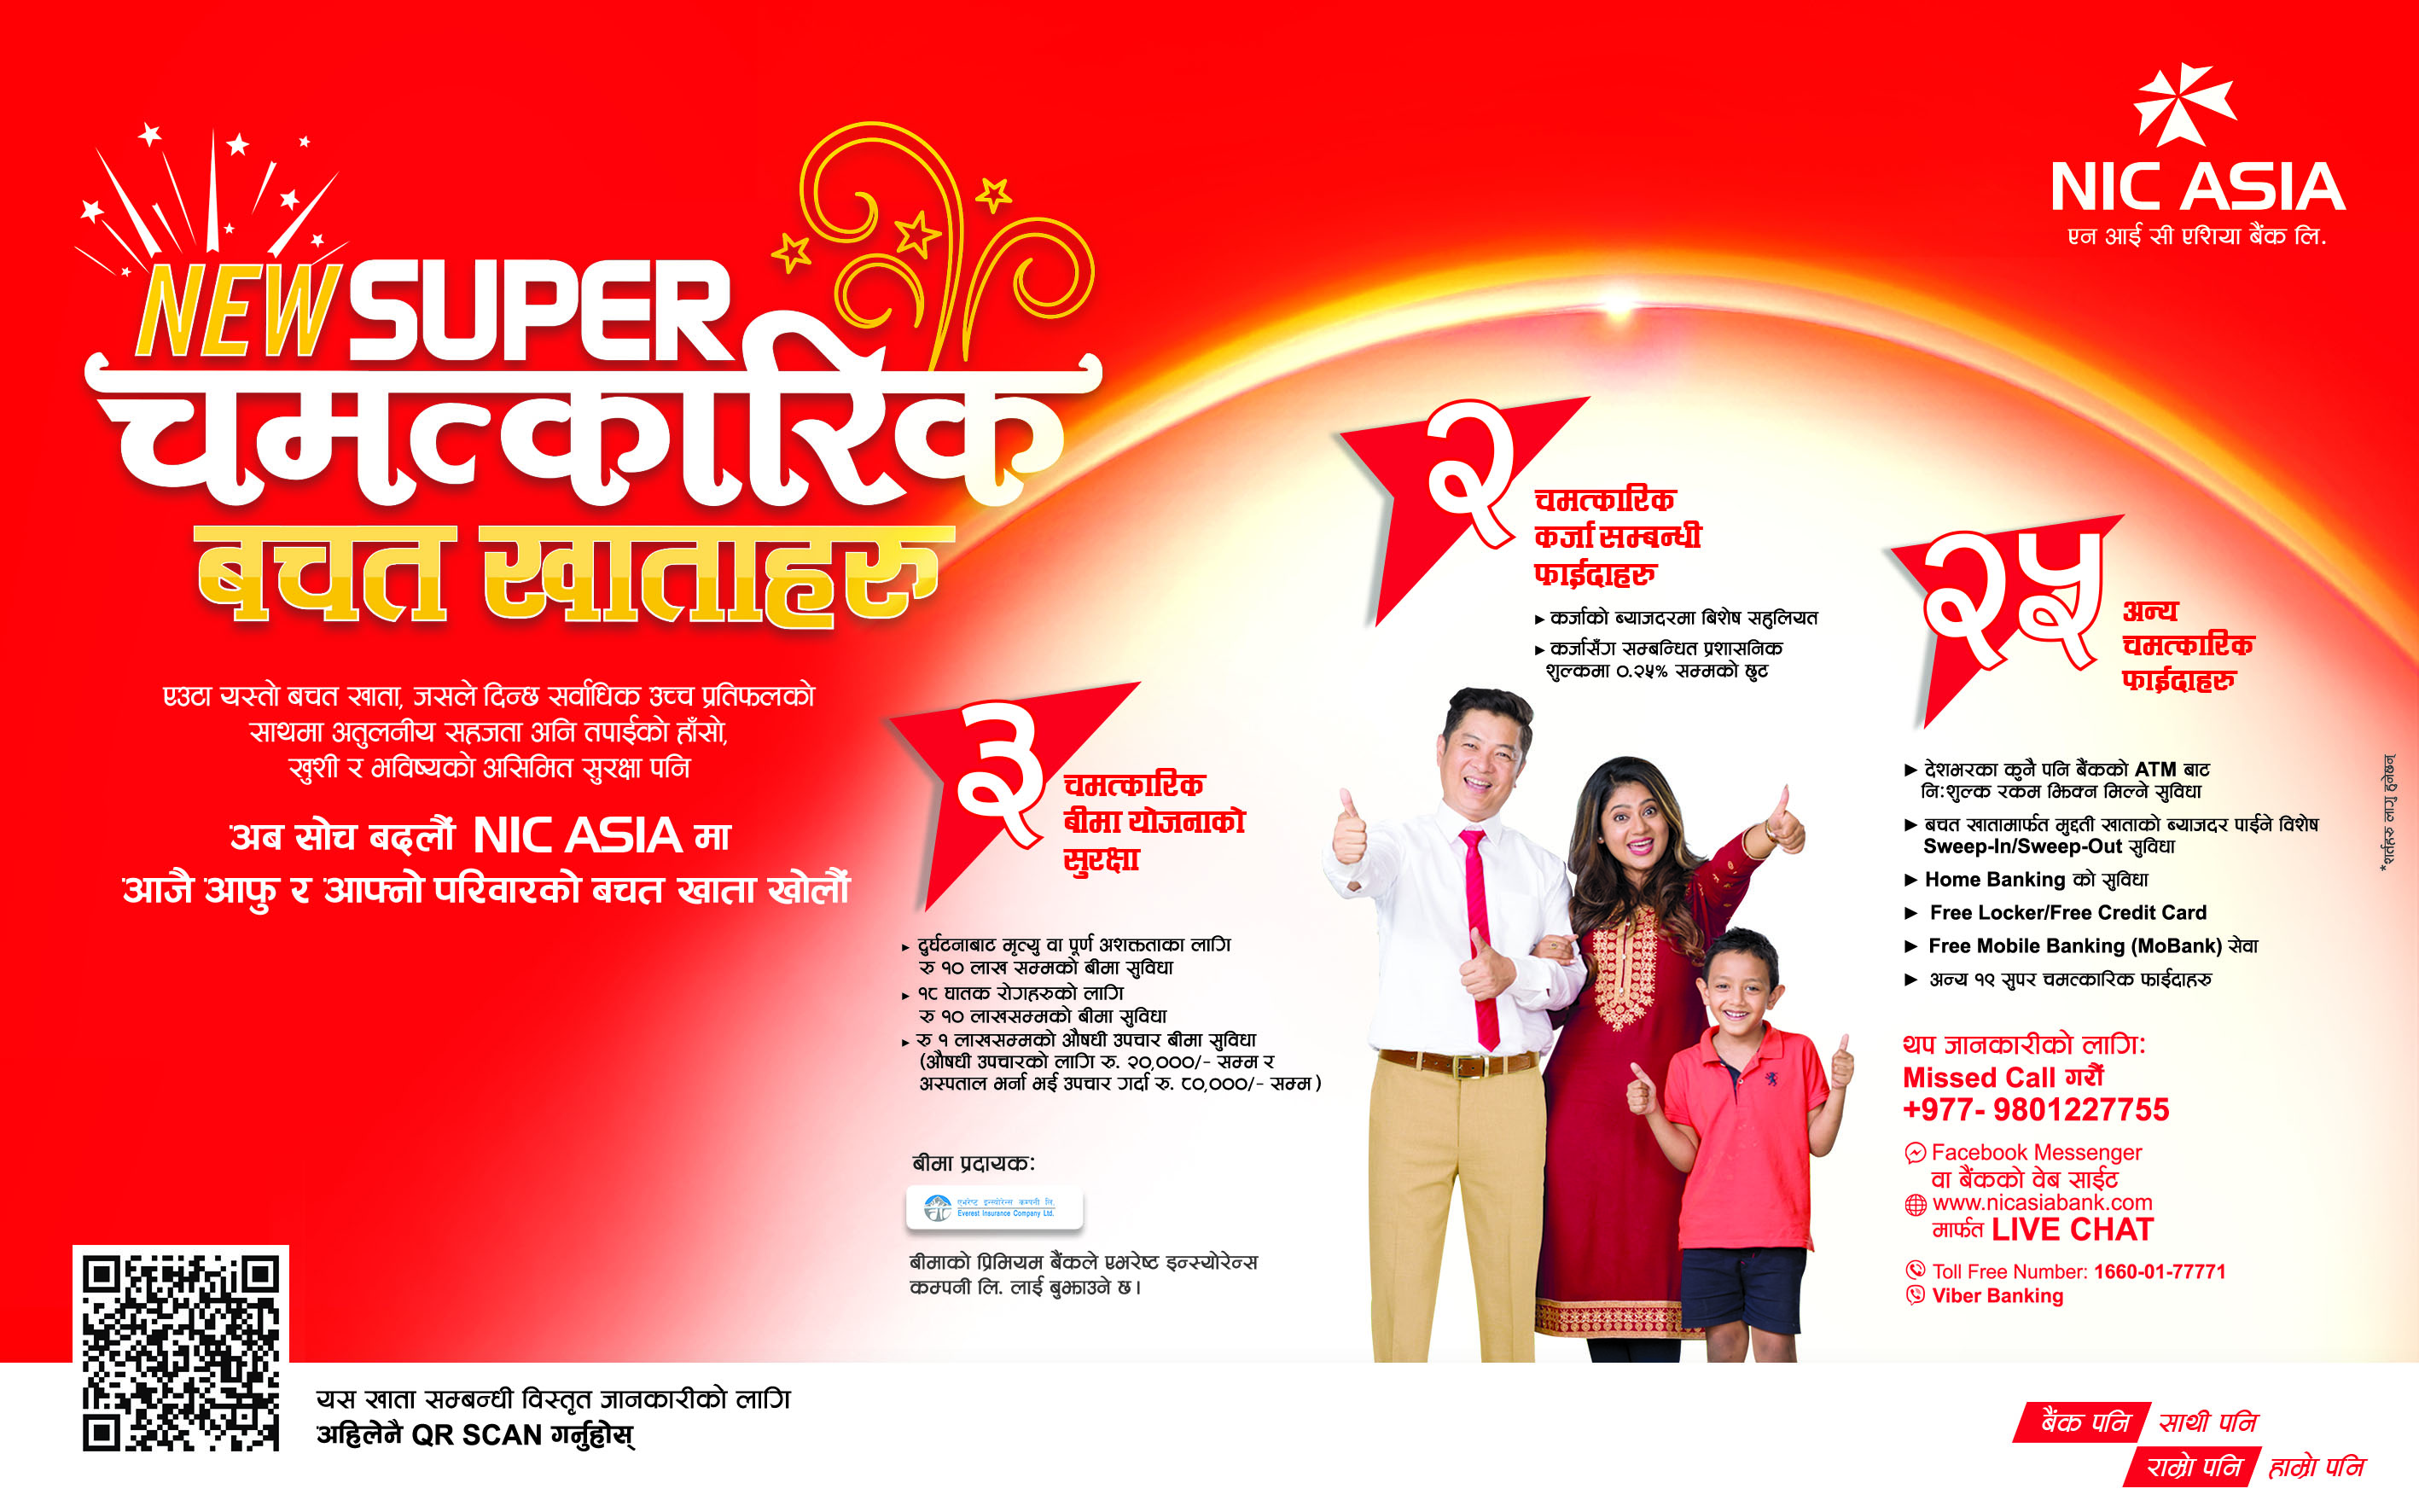 NIC ASIA
एन आई सी एशिया बैंक लि.
NEW SUPER
चमत्कारिक
बचत खाताहरु
एउटा यस्तो बचत खाता, जसले दिन्छ सर्वाधिक उच्च प्रतिफलको
साथमा अतुलनीय सहजता अनि तपाईको हाँसो,
खुशी र भविष्यको असिमित सुरक्षा पनि
अब सोच बदलौं NIC ASIA मा
आजै आफु र आफ्नो परिवारको बचत खाता खोलौं
३
चमत्कारिक
बीमा योजनाको
सुरक्षा
► दुर्घटनाबाट मृत्यु वा पूर्ण अशक्तताका लागि
रु १० लाख सम्मको बीमा सुविधा
► १८ घातक रोगहरुको लागि
रु १० लाखसम्मको बीमा सुविधा
► रु १ लाखसम्मको औषधी उपचार बीमा सुविधा
(औषधी उपचारको लागि रु. २०,०००/- सम्म र
अस्पताल भर्ना भई उपचार गर्दा रु. ८०,०००/- सम्म)
बीमा प्रदायक:
एभरेष्ट इन्स्योरेन्स कम्पनी लि.
Everest Insurance Company Ltd.
बीमाको प्रिमियम बैंकले एभरेष्ट इन्स्योरेन्स
कम्पनी लि. लाई बुझाउने छ।
२
चमत्कारिक
कर्जा सम्बन्धी
फाईदाहरु
► कर्जाको ब्याजदरमा बिशेष सहुलियत
► कर्जासँग सम्बन्धित प्रशासनिक
शुल्कमा ०.२५% सम्मको छुट
२५
अन्य
चमत्कारिक
फाईदाहरु
► देशभरका कुनै पनि बैंकको ATM बाट
नि:शुल्क रकम झिक्न मिल्ने सुविधा
► बचत खातामार्फत मुद्दती खाताको ब्याजदर पाईने विशेष
Sweep-In/Sweep-Out सुविधा
► Home Banking को सुविधा
► Free Locker/Free Credit Card
► Free Mobile Banking (MoBank) सेवा
► अन्य १९ सुपर चमत्कारिक फाईदाहरु
थप जानकारीको लागि:
Missed Call गरौं
+977- 9801227755
Facebook Messenger
वा बैंकको वेब साईट
www.nicasiabank.com
मार्फत LIVE CHAT
Toll Free Number: 1660-01-77771
Viber Banking
*शर्तहरु लागु हुनेछन्
यस खाता सम्बन्धी विस्तृत जानकारीको लागि
अहिलेनै QR SCAN गर्नुहोस्
बैंक पनि साथी पनि
राम्रो पनि हाम्रो पनि